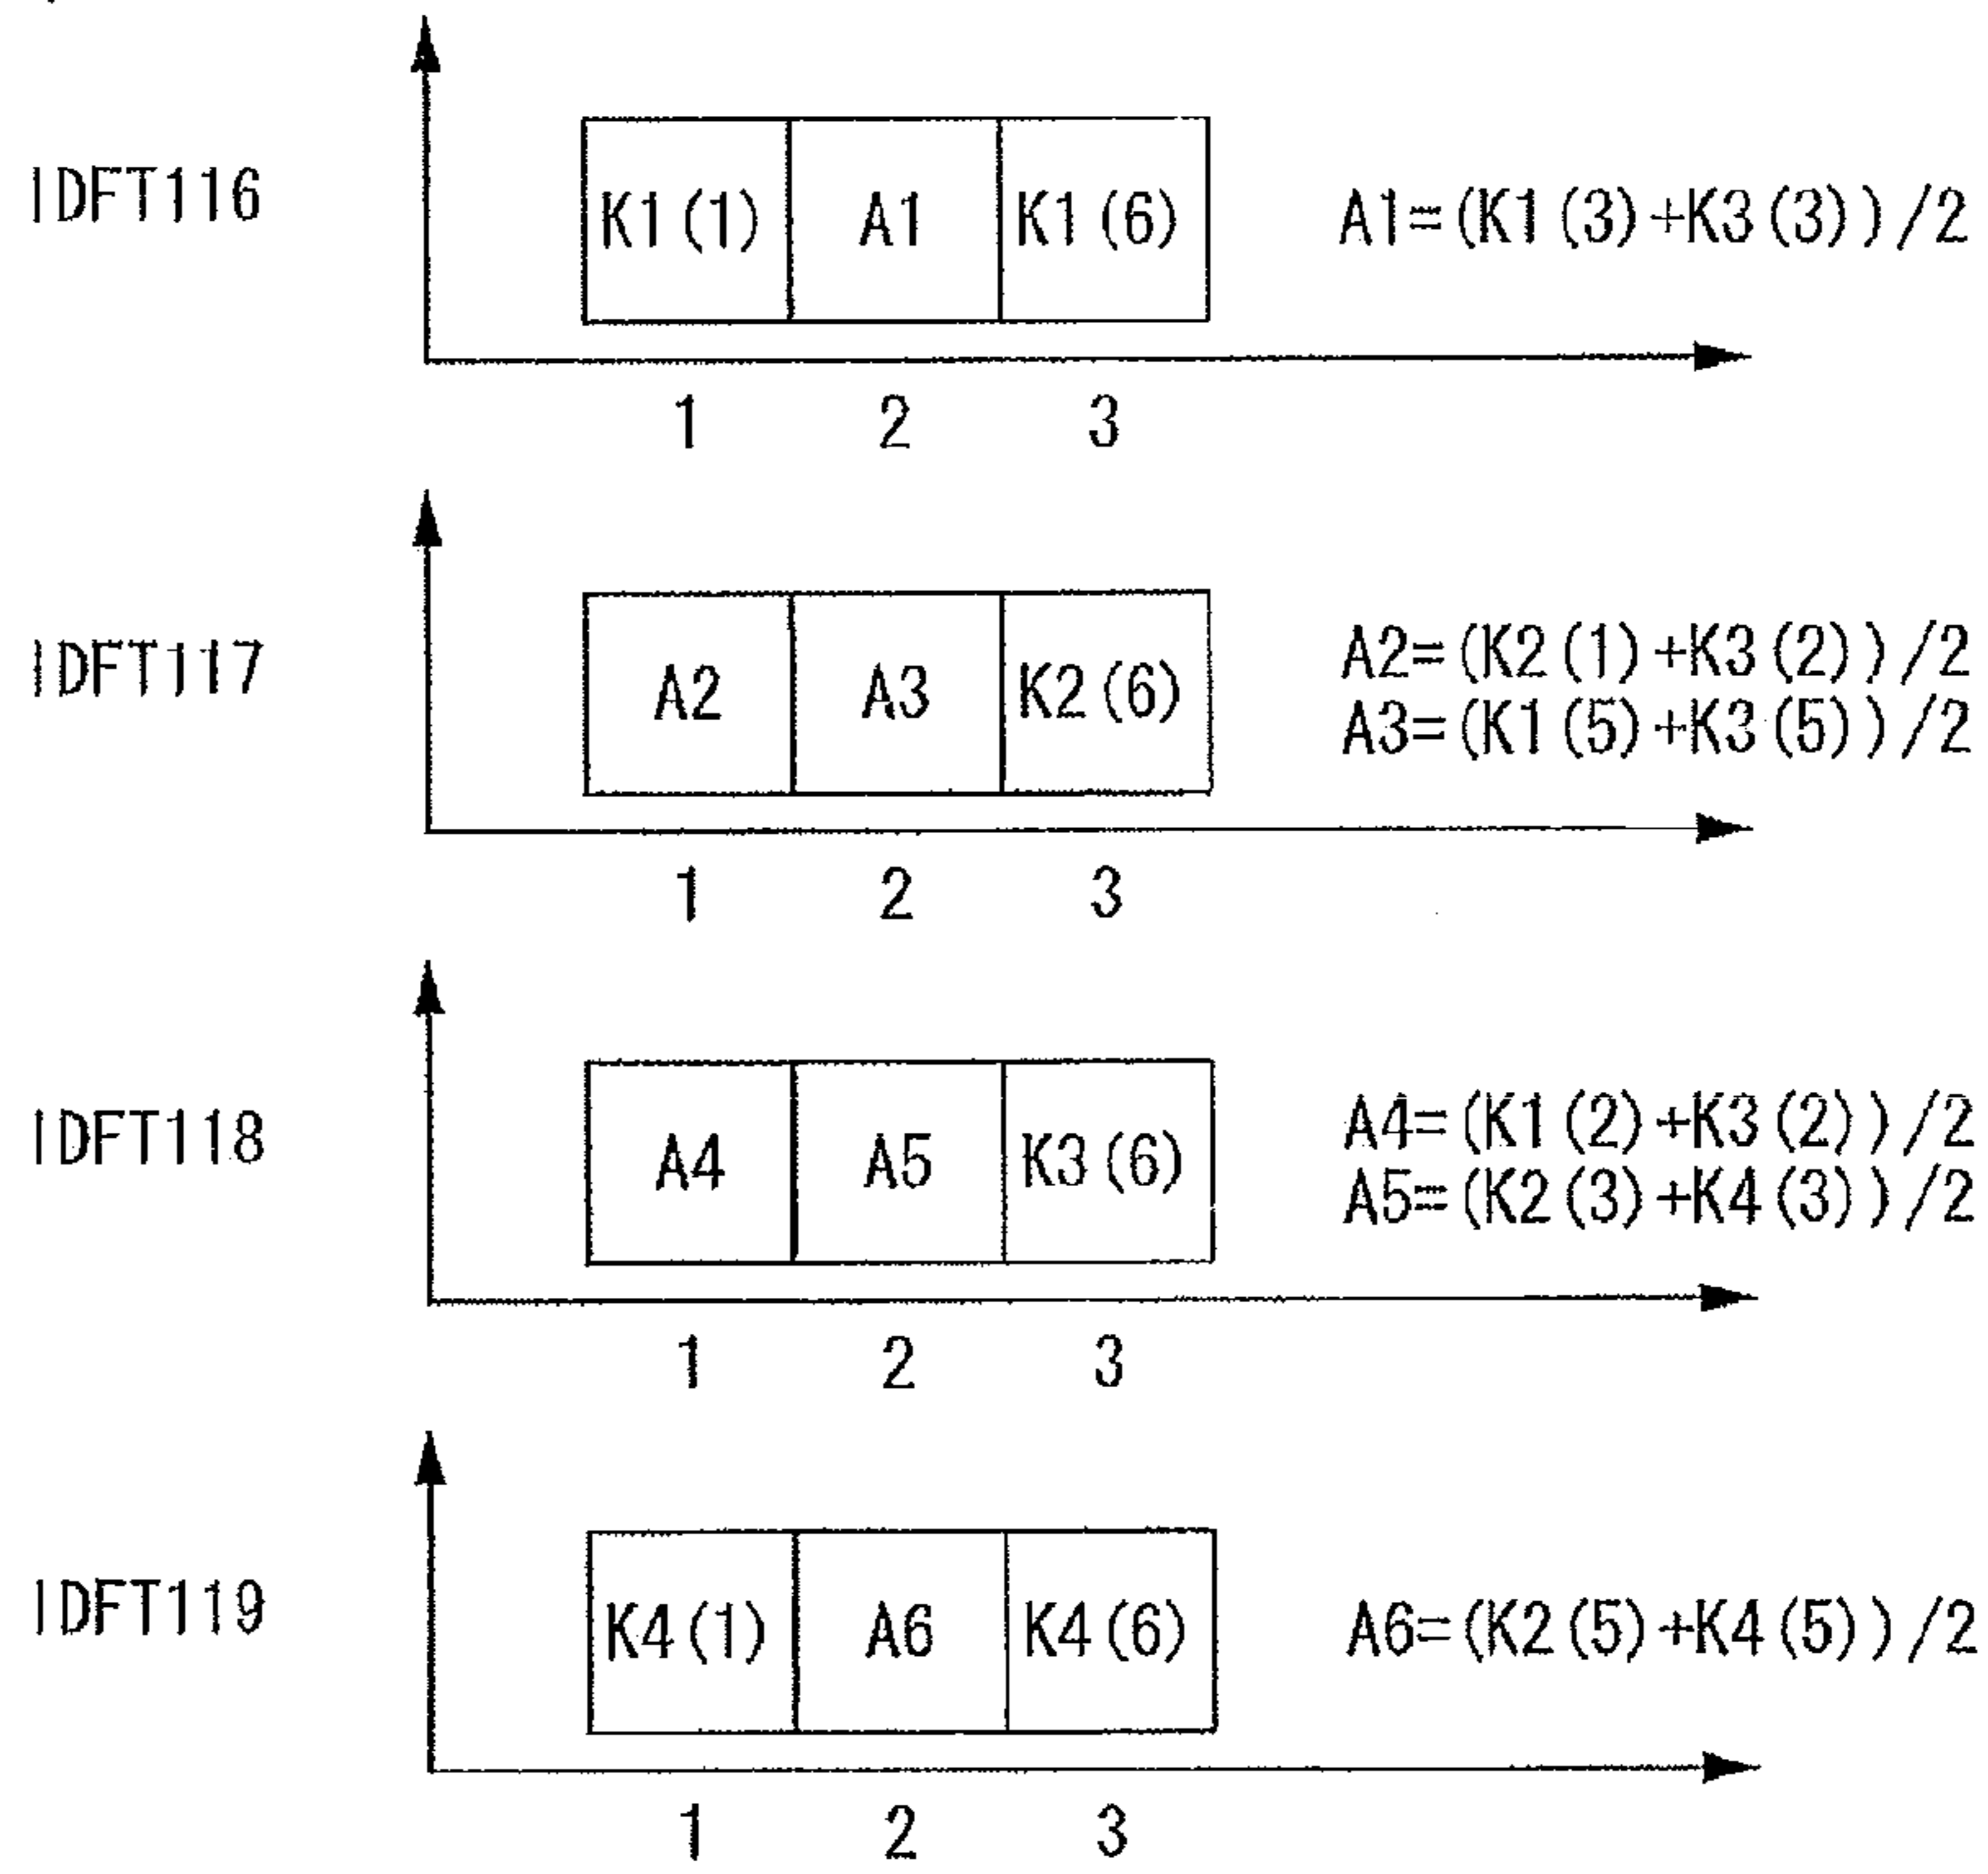 IDFT116
K1(1) A1 K1(6)
A1=(K1(3)+K3(3))/2
1 2 3
IDFT117
A2 A3 K2(6)
A2=(K2(1)+K3(2))/2
A3=(K1(5)+K3(5))/2
1 2 3
IDFT118
A4 A5 K3(6)
A4=(K1(2)+K3(2))/2
A5=(K2(3)+K4(3))/2
1 2 3
IDFT119
K4(1) A6 K4(6)
A6=(K2(5)+K4(5))/2
1 2 3